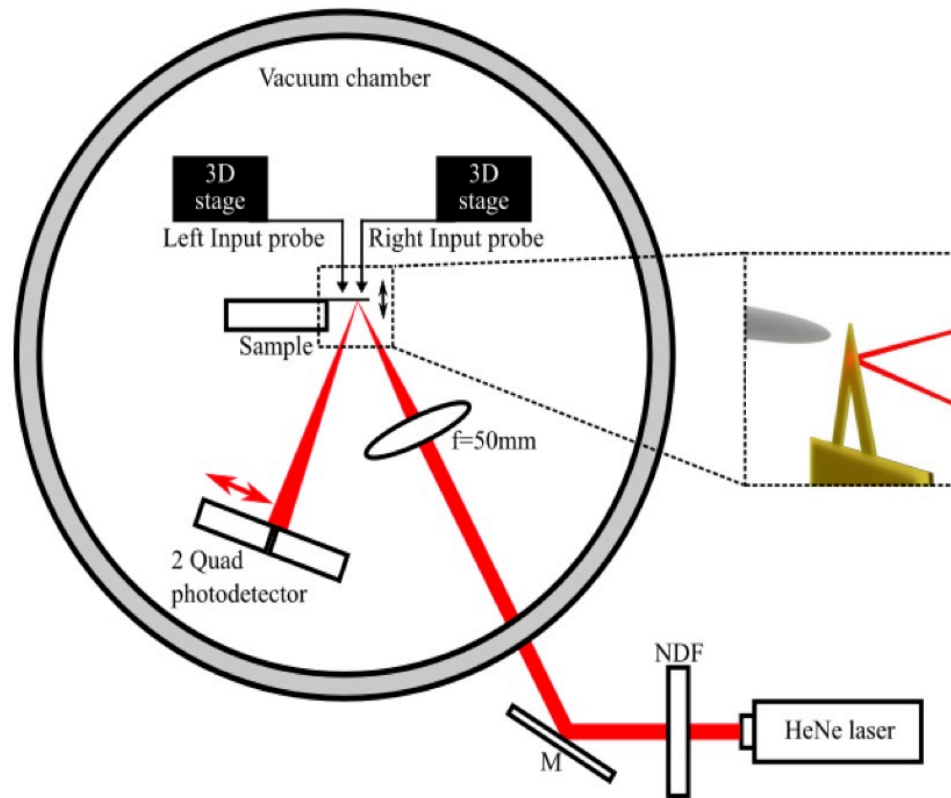 Vacuum chamber
3D
stage
3D
stage
Left Input probe
Right Input probe
Sample
f=50mm
2 Quad
photodetector
NDF
M
HeNe laser